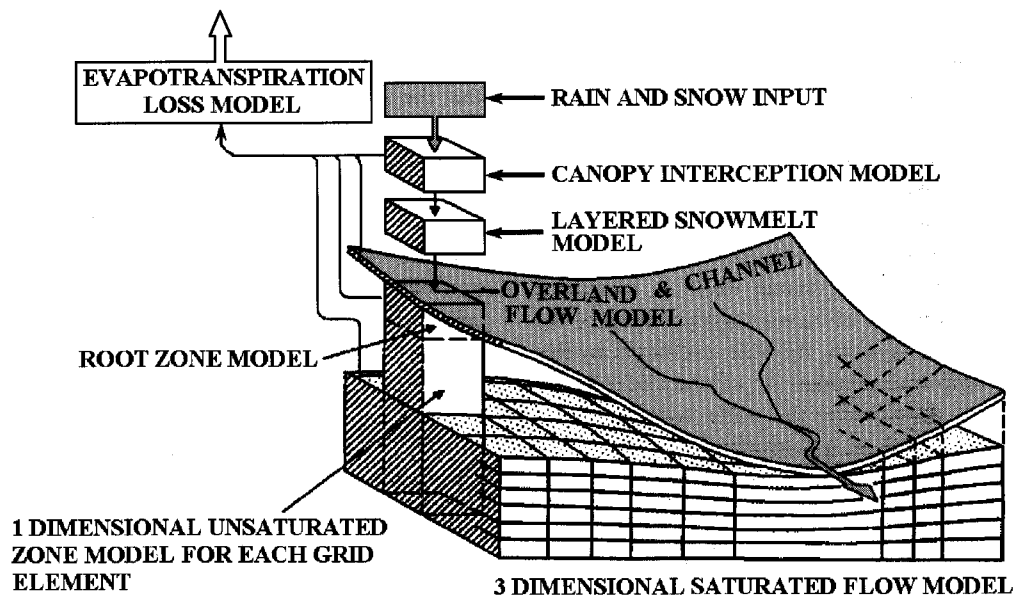 EVAPOTRANSPIRATION
LOSS MODEL
RAIN AND SNOW INPUT
CANOPY INTERCEPTION MODEL
LAYERED SNOWMELT
MODEL
OVERLAND & CHANNEL
FLOW MODEL
ROOT ZONE MODEL
1 DIMENSIONAL UNSATURATED
ZONE MODEL FOR EACH GRID
ELEMENT
3 DIMENSIONAL SATURATED FLOW MODEL